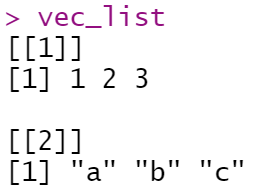 > vec_list
[[1]]
[1] 1 2 3
[[2]]
[1] "a" "b" "c"